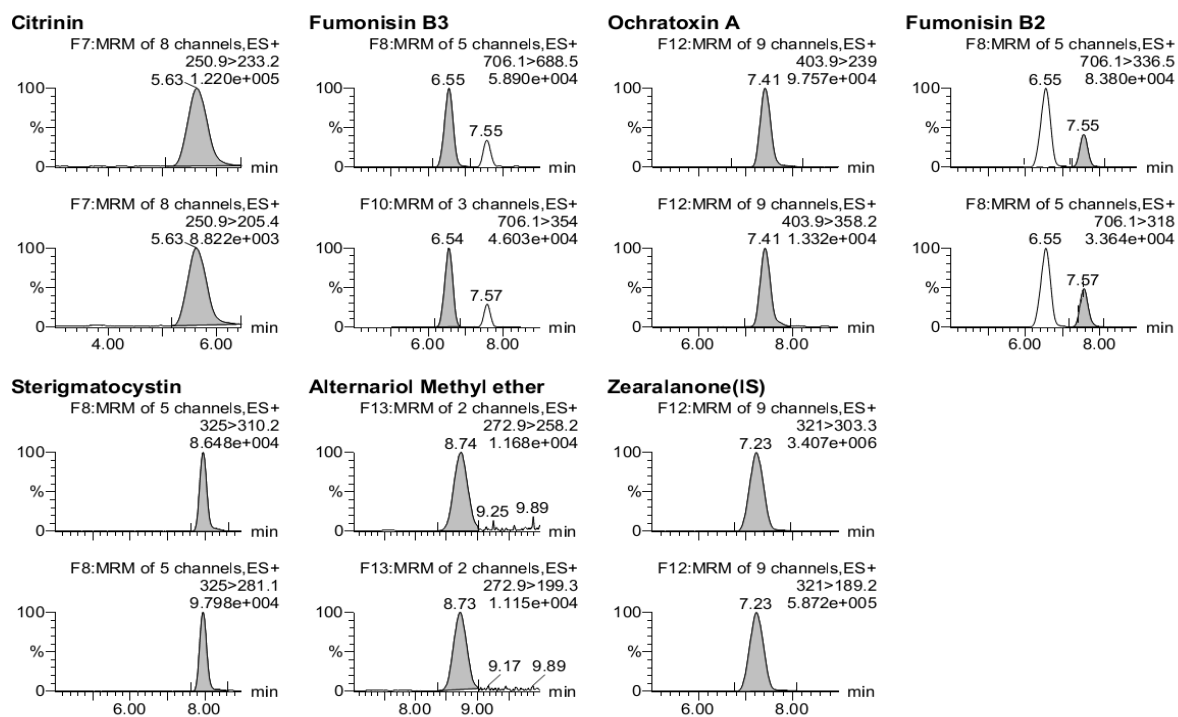 Citrinin
F7:MRM of 8 channels,ES+
250.9>233.2
5.63 1.220e+005
100
%
0
min
F7:MRM of 8 channels,ES+
250.9>205.4
5.63 8.822e+003
100
%
0
min
4.00 6.00
Fumonisin B3
F8:MRM of 5 channels,ES+
706.1>688.5
6.55 5.890e+004
100
7.55
%
0
min
F10:MRM of 3 channels,ES+
706.1>354
6.54 4.603e+004
100
7.57
%
0
min
6.00 8.00
Ochratoxin A
F12:MRM of 9 channels,ES+
403.9>239
7.41 9.757e+004
100
%
0
min
F12:MRM of 9 channels,ES+
403.9>358.2
7.41 1.332e+004
100
%
0
min
6.00 8.00
Fumonisin B2
F8:MRM of 5 channels,ES+
706.1>336.5
6.55 8.380e+004
100
7.55
%
0
min
F8:MRM of 5 channels,ES+
706.1>318
6.55 3.364e+004
100
7.57
%
0
min
6.00 8.00
Sterigmatocystin
F8:MRM of 5 channels,ES+
325>310.2
8.648e+004
100
%
0
min
F8:MRM of 5 channels,ES+
325>281.1
9.798e+004
100
%
0
min
6.00 8.00
Alternariol Methyl ether
F13:MRM of 2 channels,ES+
272.9>258.2
8.74 1.168e+004
100
%
9.25 9.89
0
min
F13:MRM of 2 channels,ES+
272.9>199.3
8.73 1.115e+004
100
%
9.17 9.89
0
min
8.00 9.00
Zearalanone(IS)
F12:MRM of 9 channels,ES+
321>303.3
7.23 3.407e+006
100
%
0
min
F12:MRM of 9 channels,ES+
321>189.2
7.23 5.872e+005
100
%
0
min
6.00 8.00